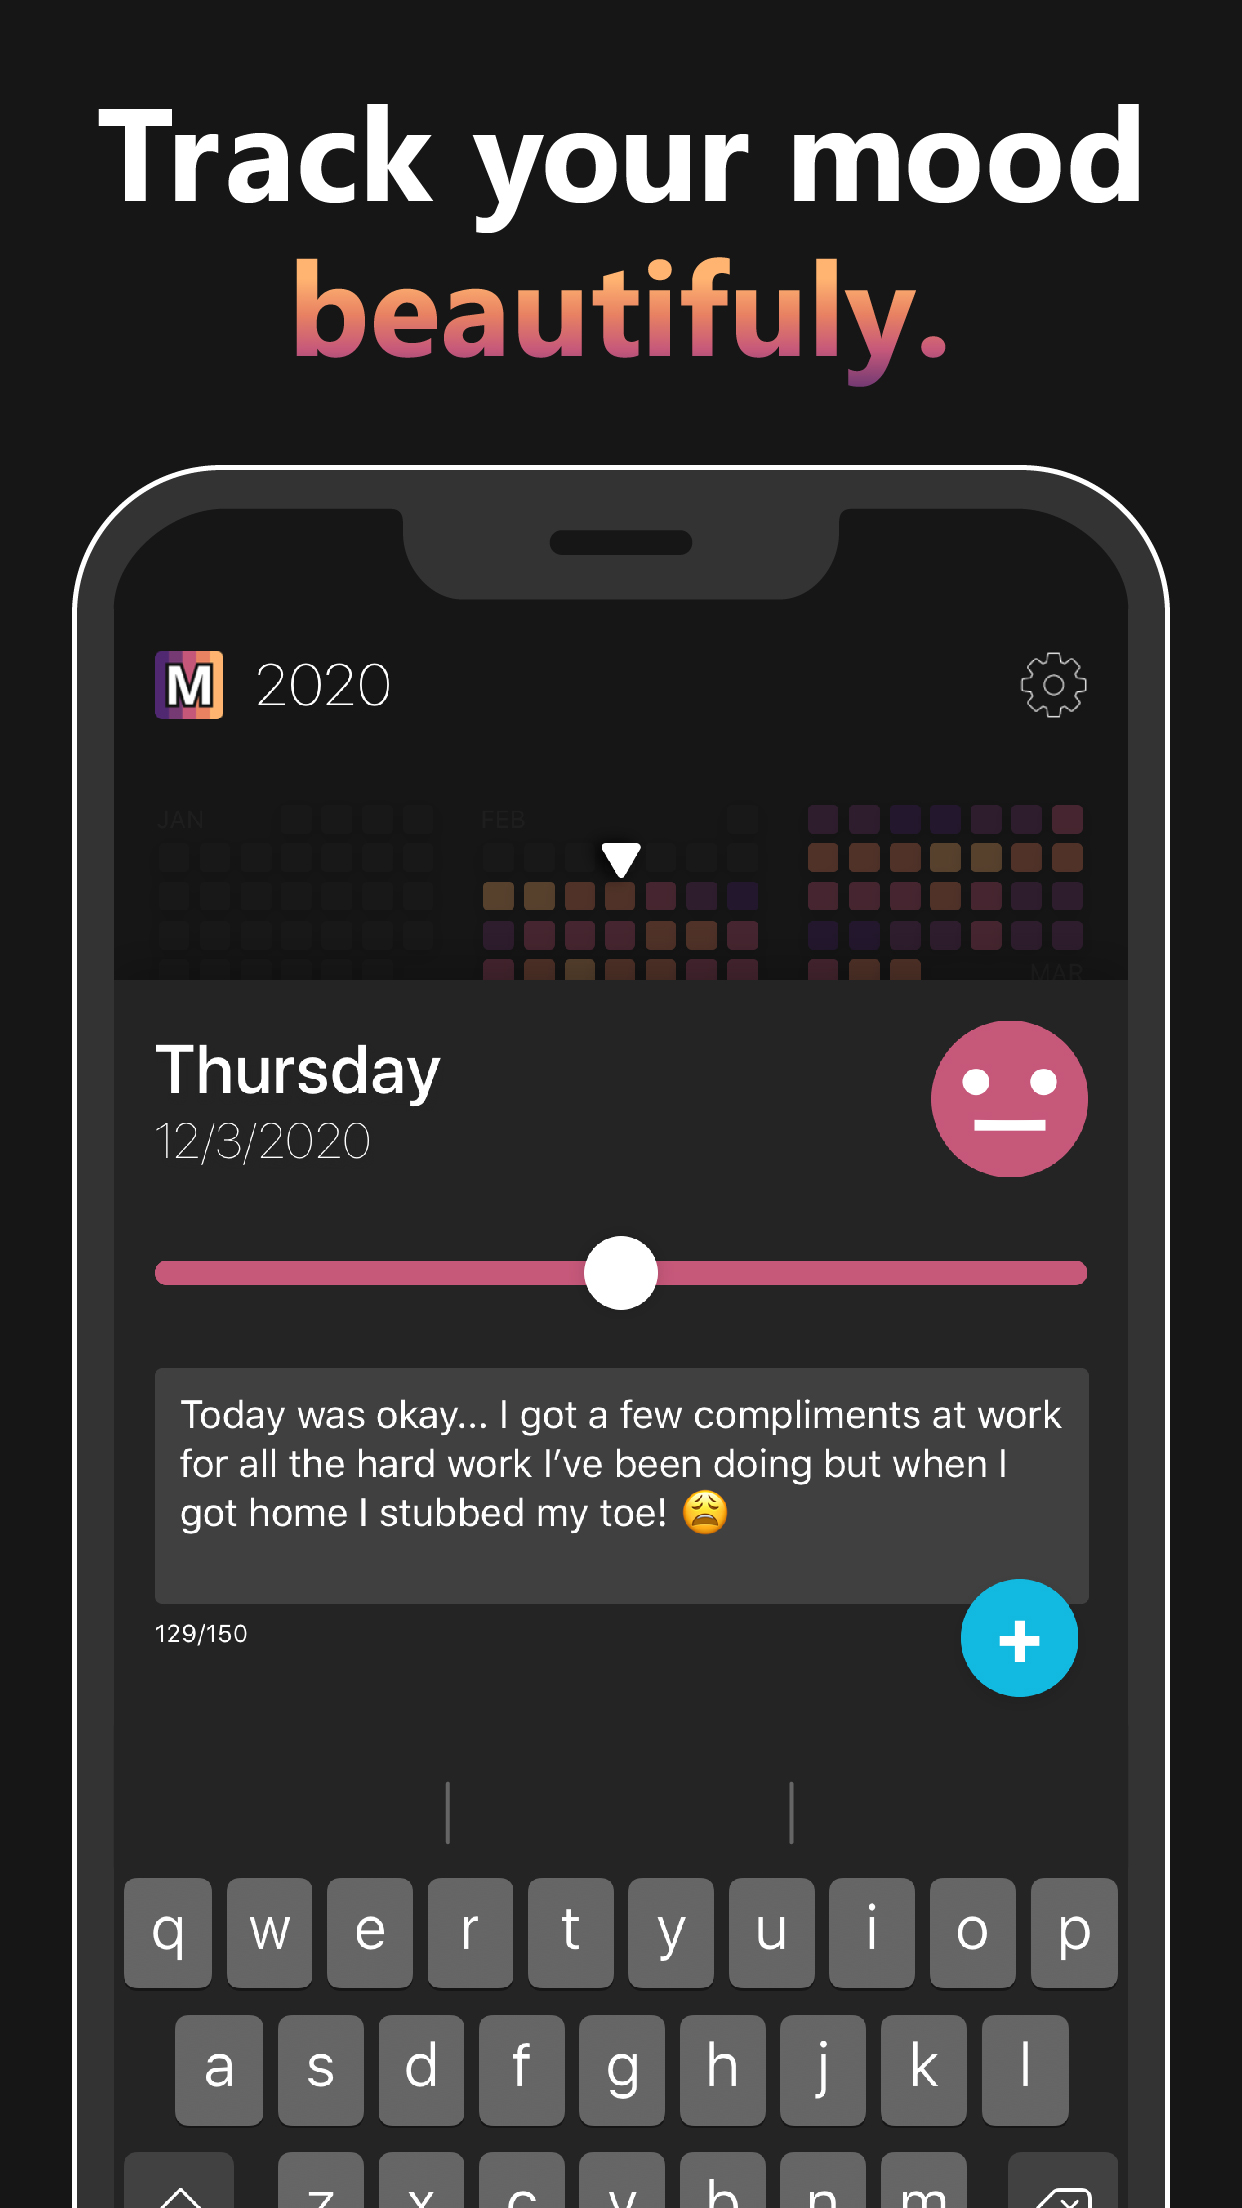 Track your mood
beautifuly.
M 2020
JAN
FEB
MAR
Thursday
12/3/2020
Today was okay... I got a few compliments at work
for all the hard work I’ve been doing but when I
got home I stubbed my toe! 😩
129/150
+
q w e r t y u i o p
a s d f g h j k l
z x c v b n m